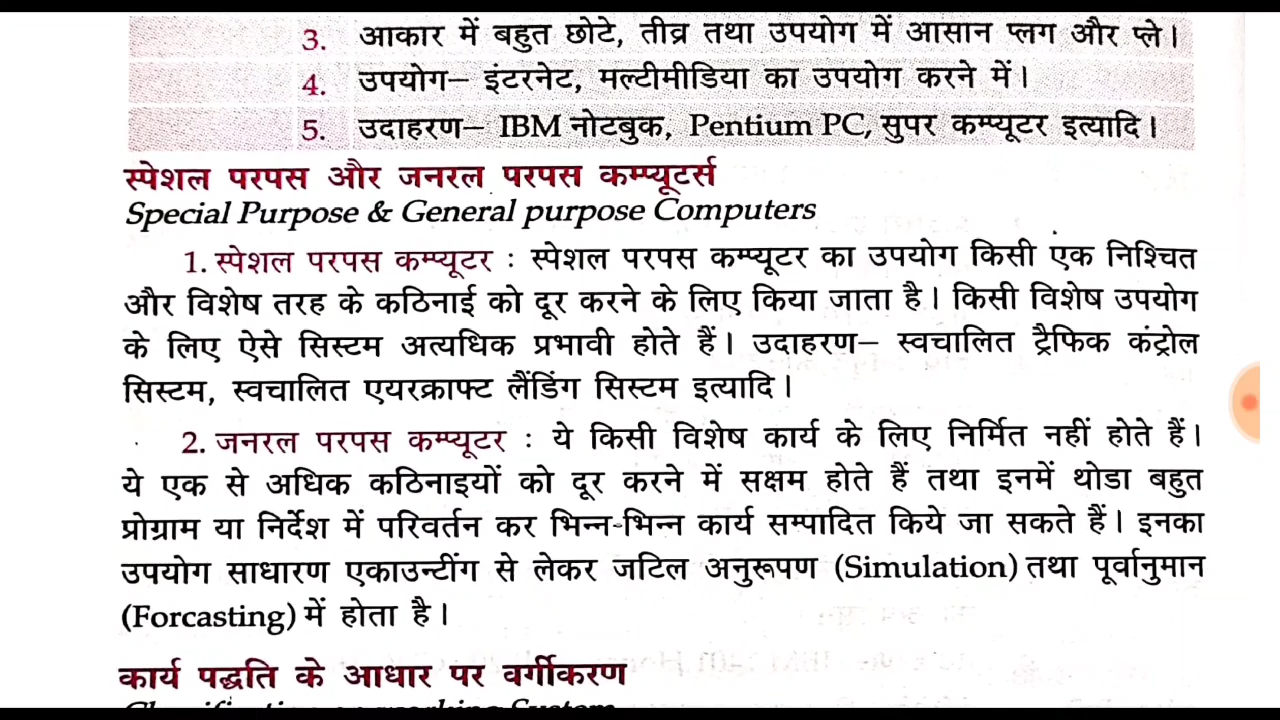 3. आकार में बहुत छोटे, तीव्र तथा उपयोग में आसान प्लग और प्ले।
4. उपयोग– इंटरनेट, मल्टीमीडिया का उपयोग करने में।
5. उदाहरण– IBM नोटबुक, Pentium PC, सुपर कम्प्यूटर इत्यादि।
स्पेशल परपस और जनरल परपस कम्प्यूटर्स
Special Purpose & General purpose Computers
1. स्पेशल परपस कम्प्यूटर : स्पेशल परपस कम्प्यूटर का उपयोग किसी एक निश्चित
और विशेष तरह के कठिनाई को दूर करने के लिए किया जाता है। किसी विशेष उपयोग
के लिए ऐसे सिस्टम अत्यधिक प्रभावी होते हैं। उदाहरण– स्वचालित ट्रैफिक कंट्रोल
सिस्टम, स्वचालित एयरक्राफ्ट लैंडिंग सिस्टम इत्यादि।
2. जनरल परपस कम्प्यूटर : ये किसी विशेष कार्य के लिए निर्मित नहीं होते हैं।
ये एक से अधिक कठिनाइयों को दूर करने में सक्षम होते हैं तथा इनमें थोडा बहुत
प्रोग्राम या निर्देश में परिवर्तन कर भिन्न-भिन्न कार्य सम्पादित किये जा सकते हैं। इनका
उपयोग साधारण एकाउन्टींग से लेकर जटिल अनुरूपण (Simulation) तथा पूर्वानुमान
(Forcasting) में होता है।
कार्य पद्धति के आधार पर वर्गीकरण